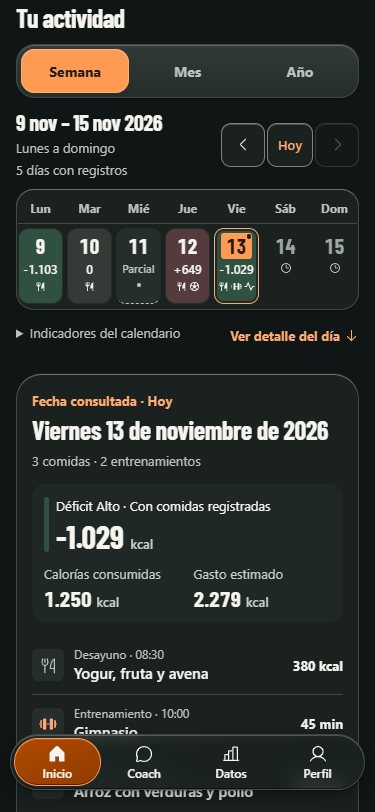 Tu actividad
Semana Mes Año
9 nov – 15 nov 2026
Lunes a domingo
5 días con registros
Hoy
Lun Mar Mié Jue Vie Sáb Dom
9 10 11 12 13 14 15
-1.103 0 Parcial +649 -1.029
Indicadores del calendario
Ver detalle del día ↓
Fecha consultada · Hoy
Viernes 13 de noviembre de 2026
3 comidas · 2 entrenamientos
Déficit Alto · Con comidas registradas
-1.029 kcal
Calorías consumidas Gasto estimado
1.250 kcal 2.279 kcal
Desayuno · 08:30
Yogur, fruta y avena 380 kcal
Entrenamiento · 10:00
Gimnasio 45 min
Inicio Coach Datos Perfil
Arroz con verduras y pollo